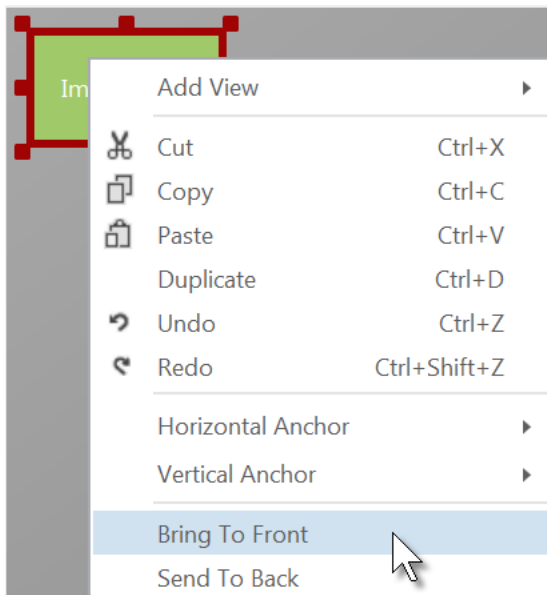 Im
Add View
Cut Ctrl+X
Copy Ctrl+C
Paste Ctrl+V
Duplicate Ctrl+D
Undo Ctrl+Z
Redo Ctrl+Shift+Z
Horizontal Anchor
Vertical Anchor
Bring To Front
Send To Back